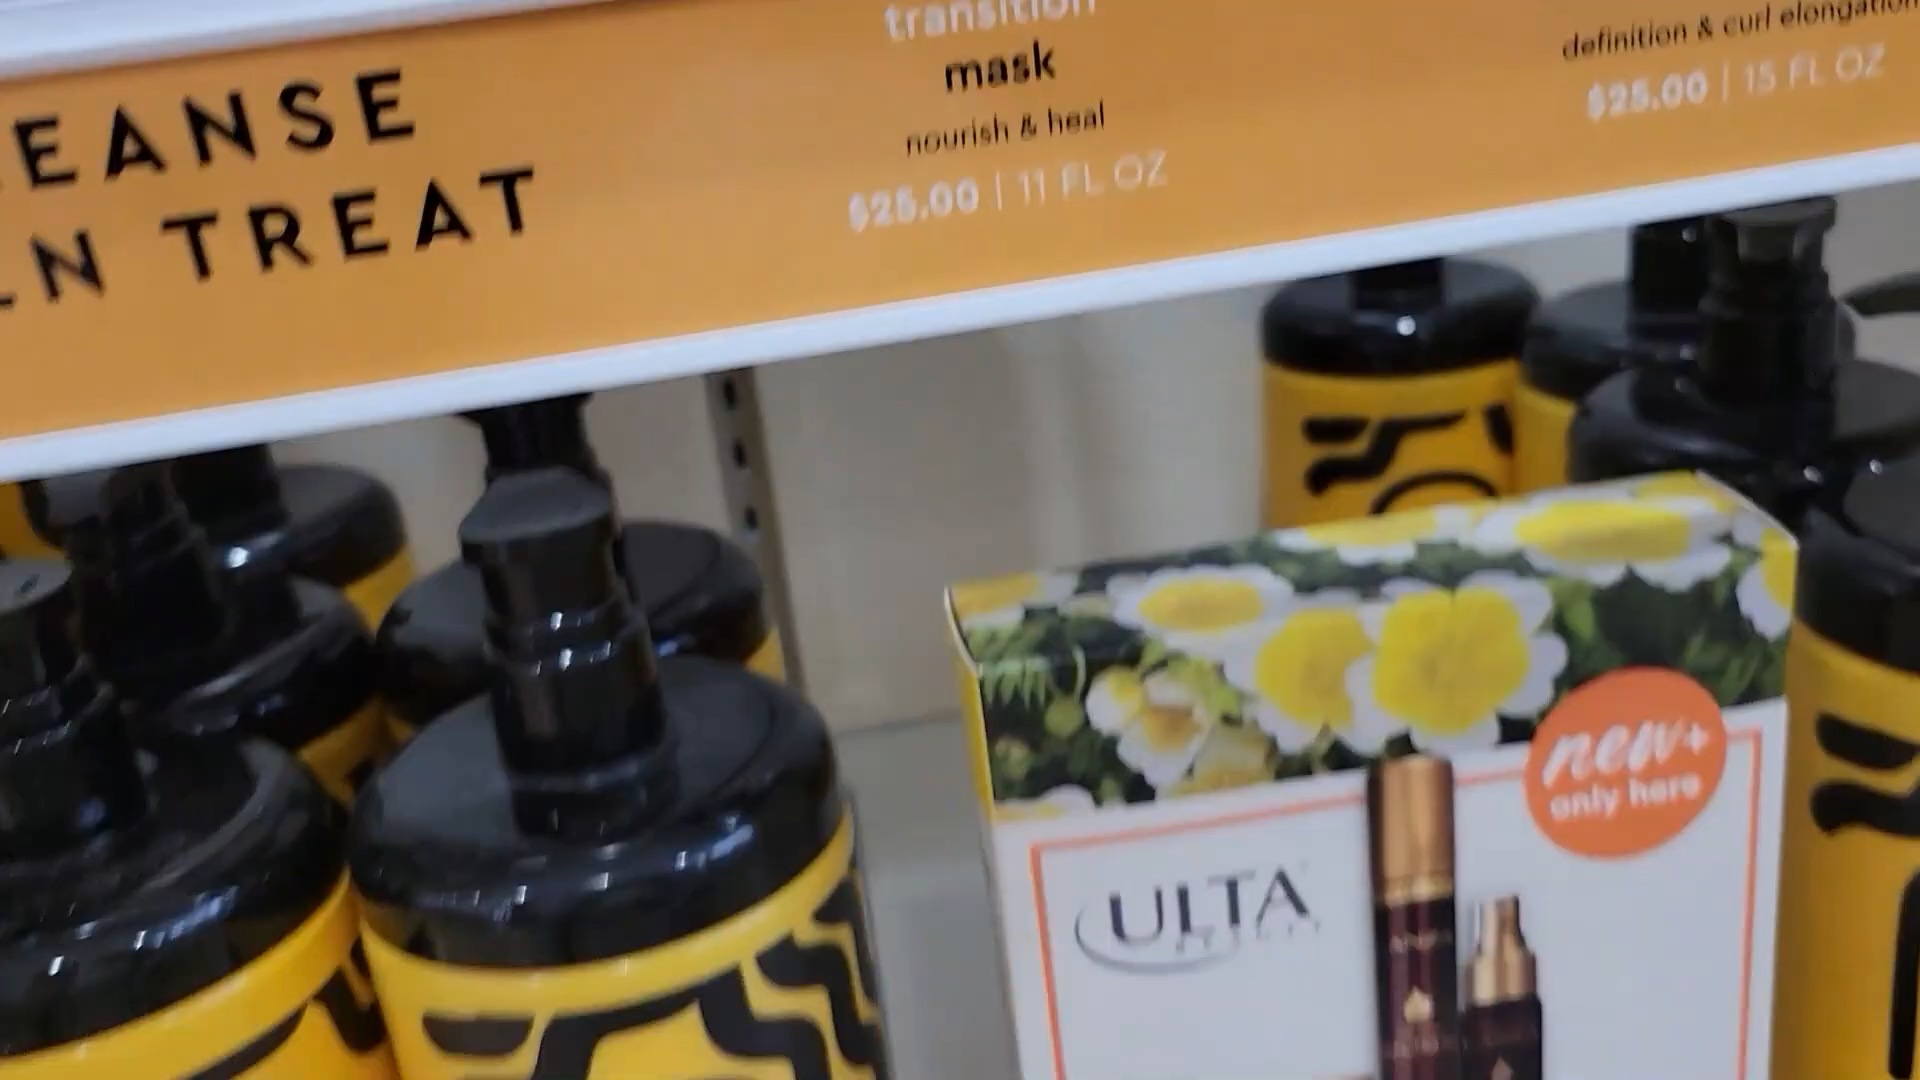 EANSE
N TREAT
transition
mask
nourish & heal
$25.00 | 11 FL OZ
definition & curl elongation
$25.00 | 15 FL OZ
new+
only here
ULTA